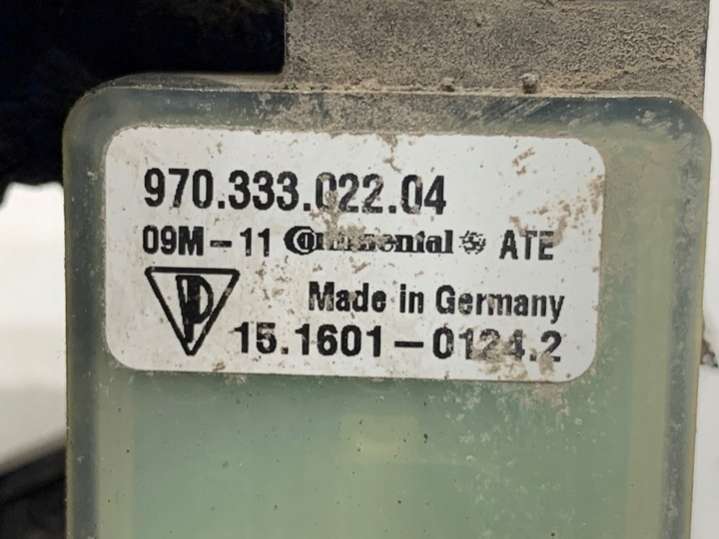 970.333.022.04
09M-11 Continental ATE
Made in Germany
15.1601-0124.2